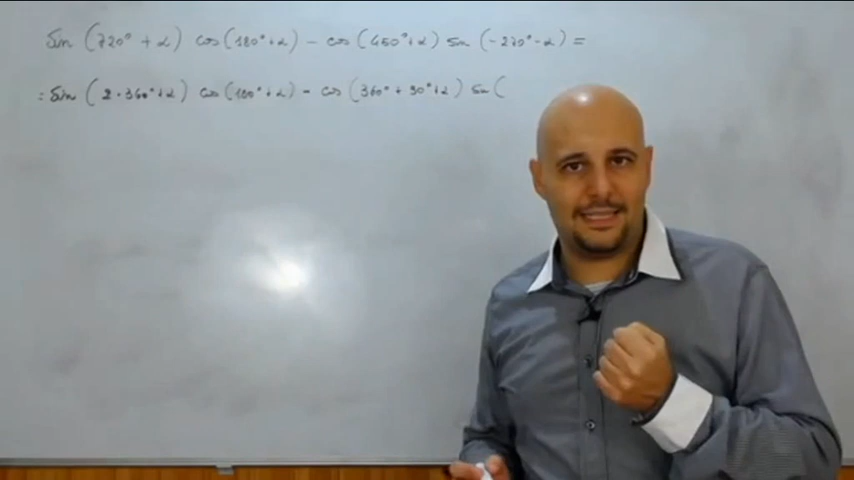 sin (720° + α) cos(180°+α) - cos(450°+α) sin (-270°-α) =
= sin (2·360°+α) cos(180°+α) - cos(360°+90°+α) sin(